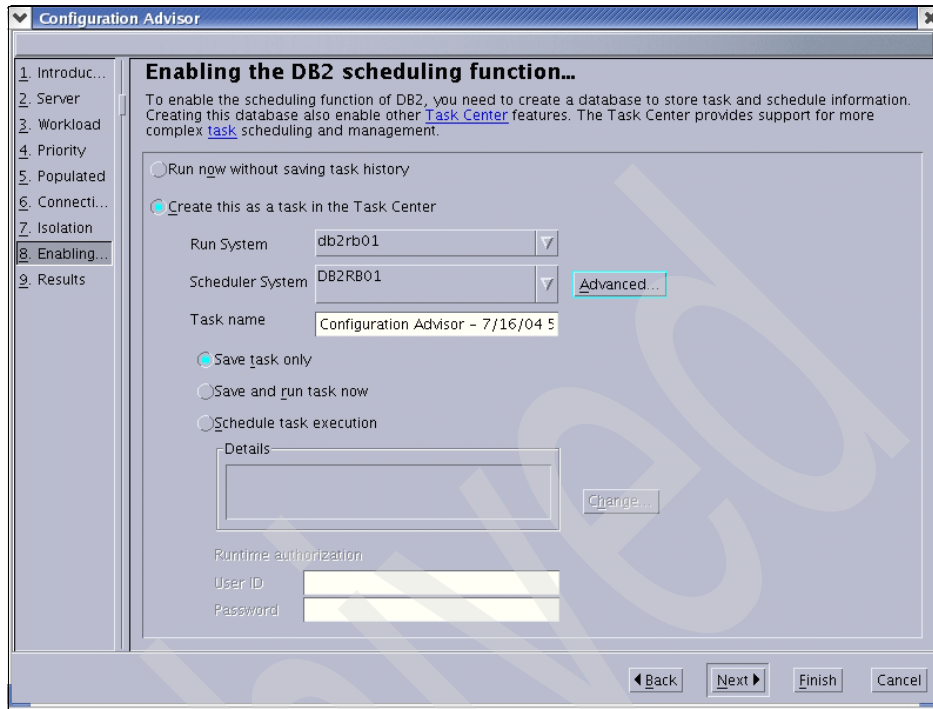 Configuration Advisor
1. Introduc...
2. Server
3. Workload
4. Priority
5. Populated
6. Connecti...
7. Isolation
8. Enabling...
9. Results
Enabling the DB2 scheduling function...
To enable the scheduling function of DB2, you need to create a database to store task and schedule information.
Creating this database also enable other Task Center features. The Task Center provides support for more
complex task scheduling and management.
Run now without saving task history
Create this as a task in the Task Center
Run System
db2rb01
Scheduler System
DB2RB01
Advanced...
Task name
Configuration Advisor - 7/16/04 5
Save task only
Save and run task now
Schedule task execution
Details
Change...
Runtime authorization
User ID
Password
Back
Next
Finish
Cancel